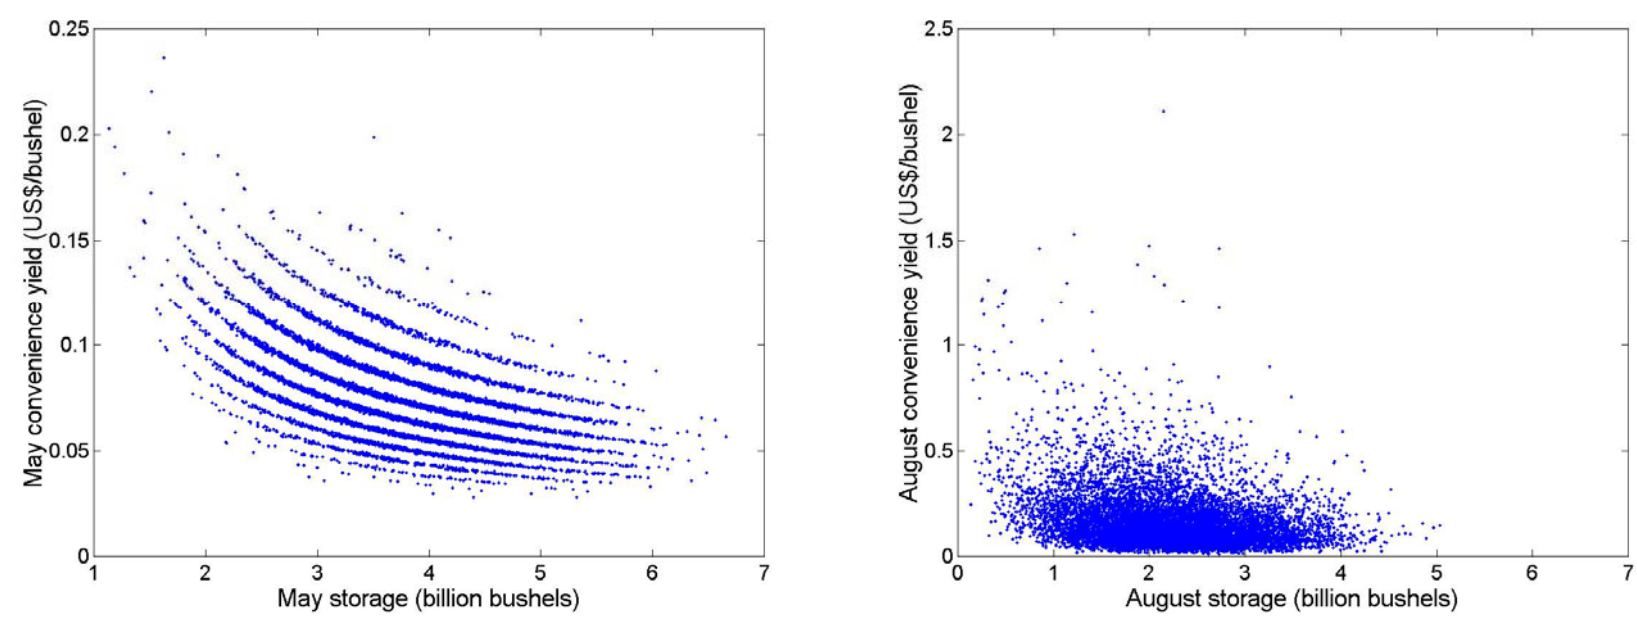 May convenience yield (US$/bushel)
0.25
0.2
0.15
0.1
0.05
0
1 2 3 4 5 6 7
May storage (billion bushels)
August convenience yield (US$/bushel)
2.5
2
1.5
1
0.5
0
0 1 2 3 4 5 6 7
August storage (billion bushels)